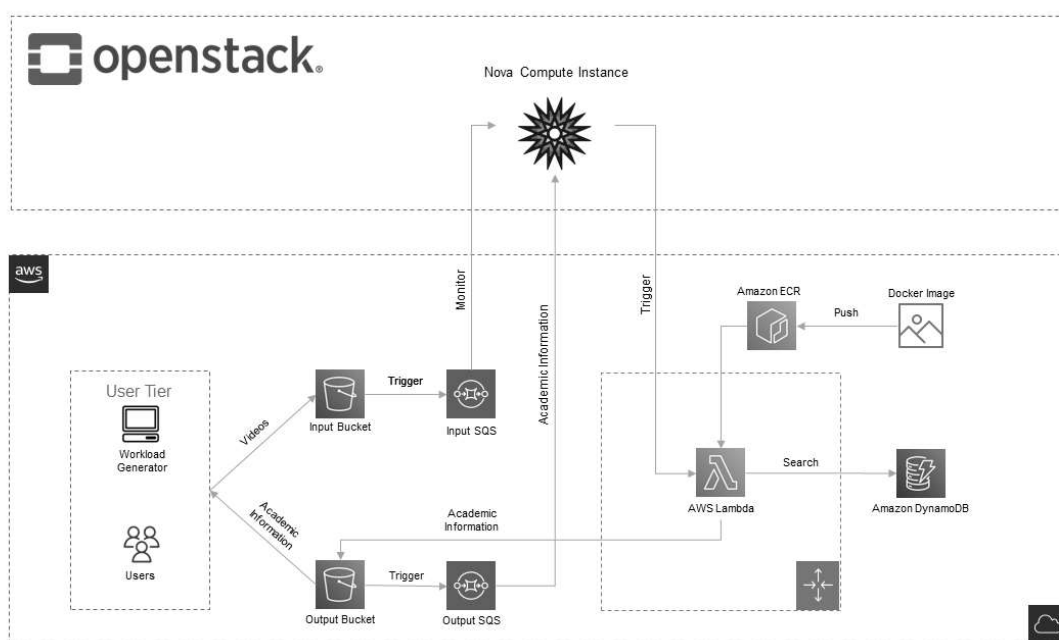 openstack.
Nova Compute Instance
aws
Monitor
Academic Information
Trigger
Amazon ECR
Docker Image
Push
User Tier
Workload
Generator
Users
Videos
Academic
Information
Input Bucket
Trigger
Input SQS
Academic
Information
AWS Lambda
Search
Amazon DynamoDB
Output Bucket
Trigger
Output SQS